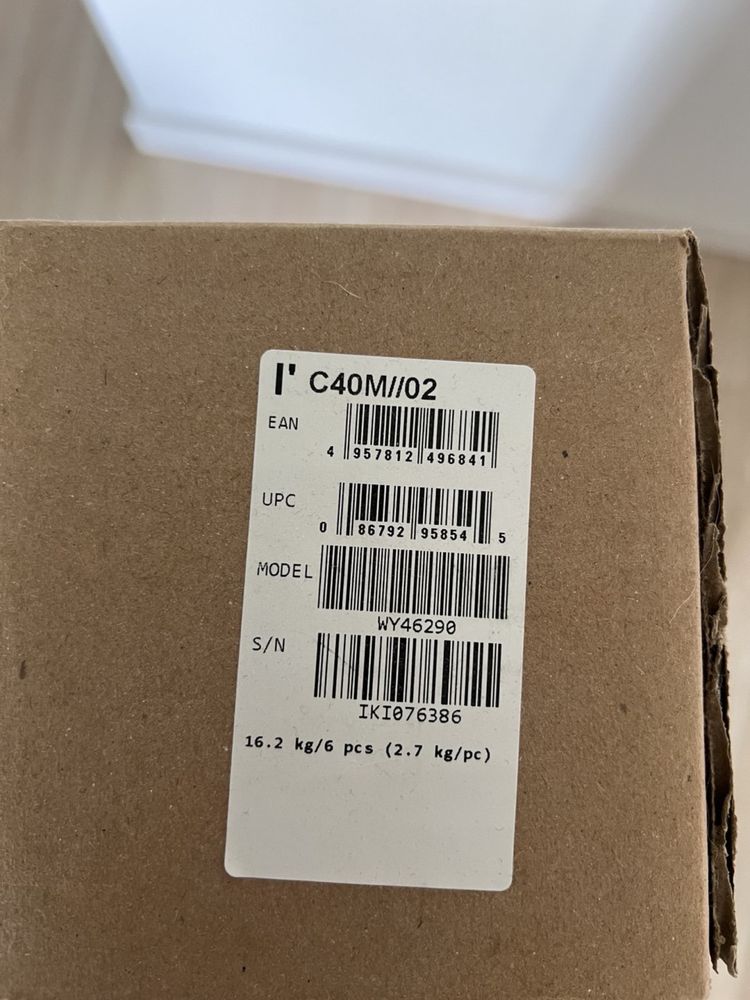 I' C40M//02
EAN
4 957812 496841
UPC
0 86792 95854 5
MODEL
WY46290
S/N
IKI076386
16.2 kg/6 pcs (2.7 kg/pc)